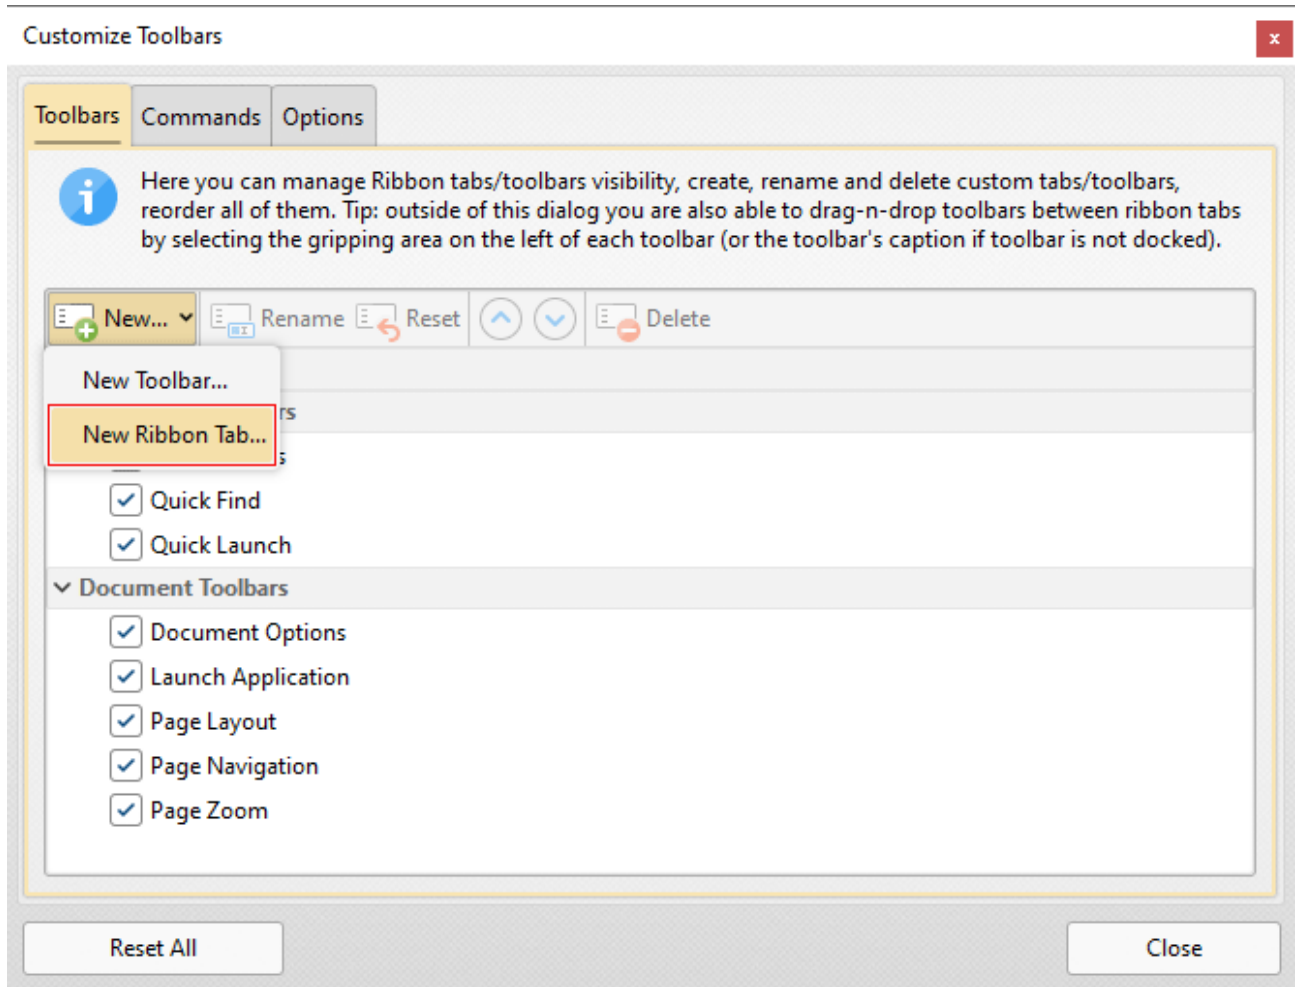 Customize Toolbars
x
Toolbars Commands Options
Here you can manage Ribbon tabs/toolbars visibility, create, rename and delete custom tabs/toolbars,
reorder all of them. Tip: outside of this dialog you are also able to drag-n-drop toolbars between ribbon tabs
by selecting the gripping area on the left of each toolbar (or the toolbar's caption if toolbar is not docked).
New... Rename Reset Delete
New Toolbar...
New Ribbon Tab...
Quick Find
Quick Launch
Document Toolbars
Document Options
Launch Application
Page Layout
Page Navigation
Page Zoom
Reset All Close